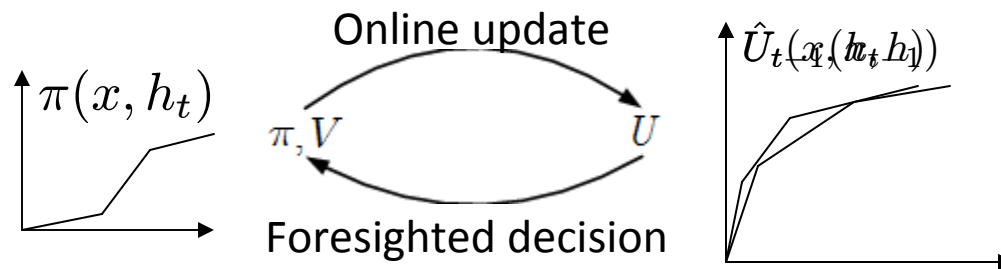 Online update
π(x, h_t)
π, V
U
Foresighted decision